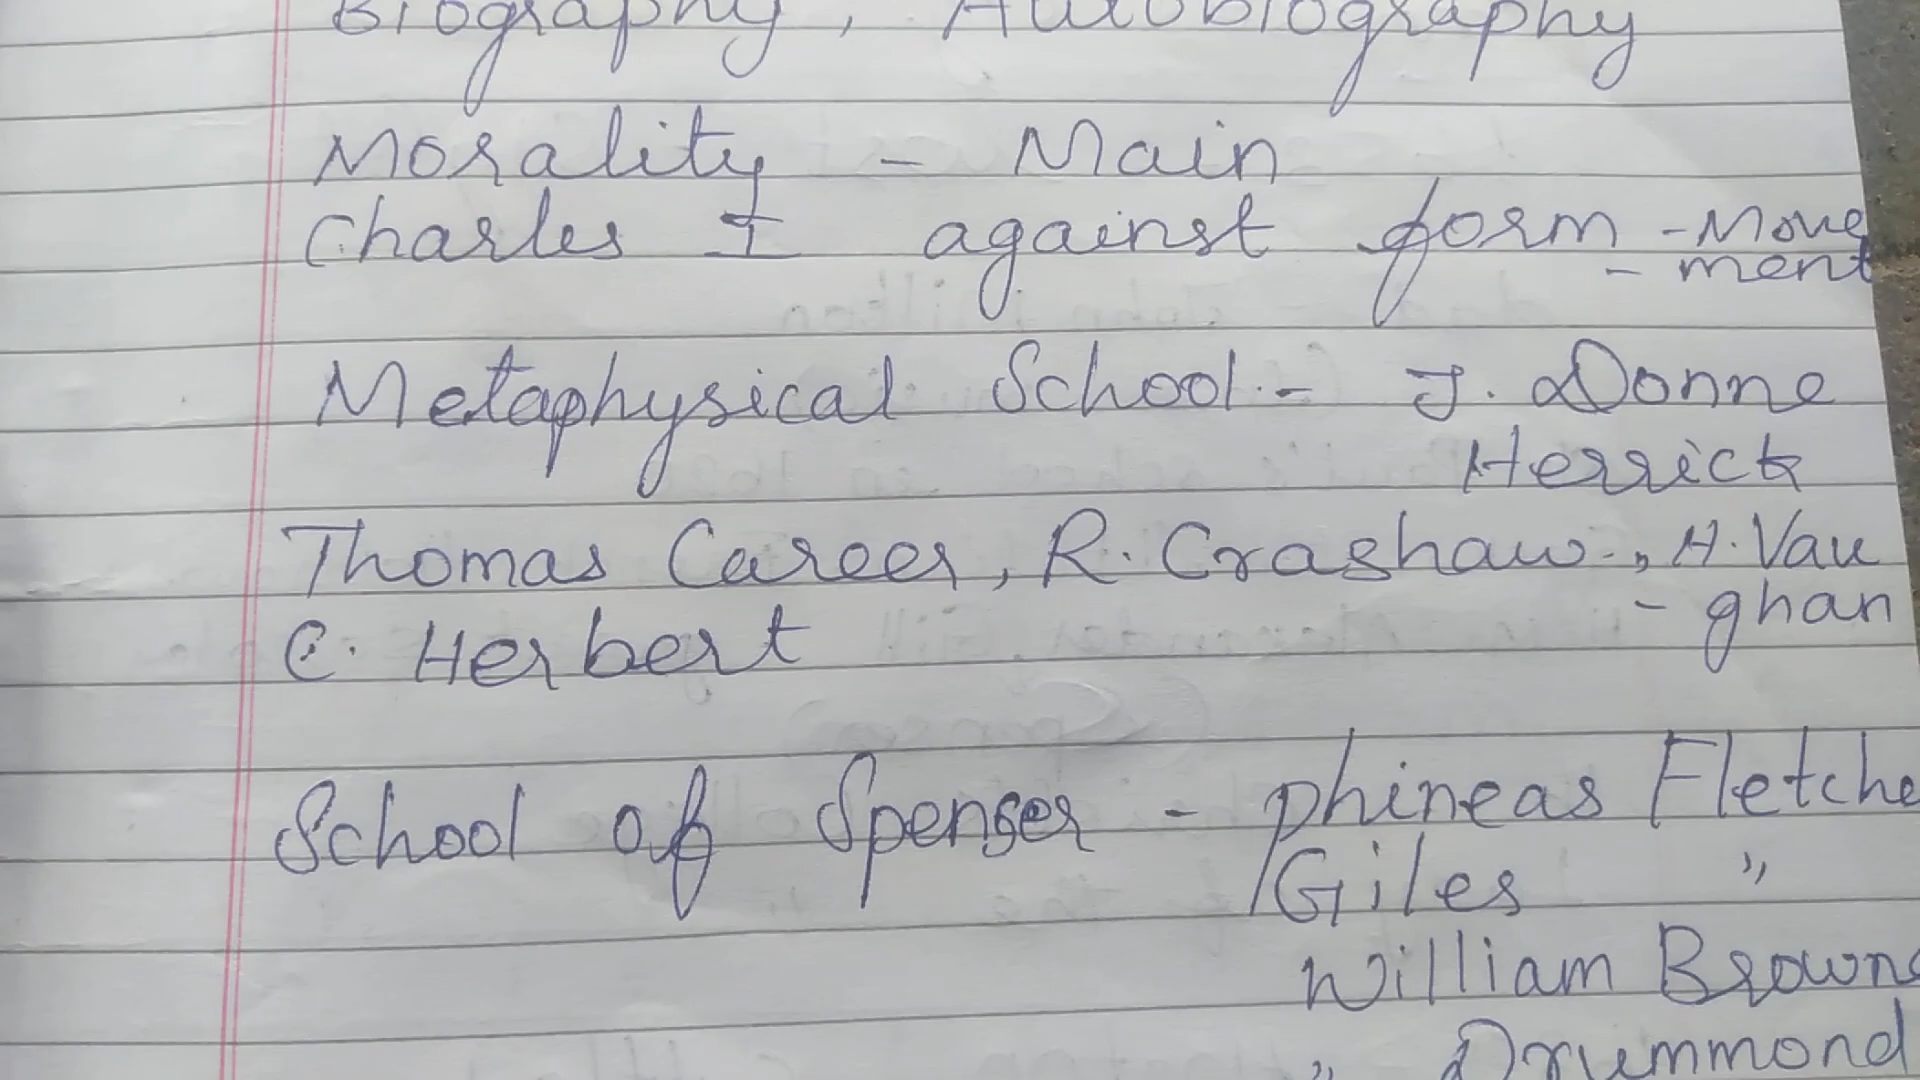 Biography, Autobiography
Morality - Main
Charles I against form - Move
- ment
Metaphysical School - J. Donne
Herrick
Thomas Career, R. Crashaw, H. Vau
- ghan
C. Herbert
School of Spenser - Phineas Fletche
Giles "
William Browne
" Drummond